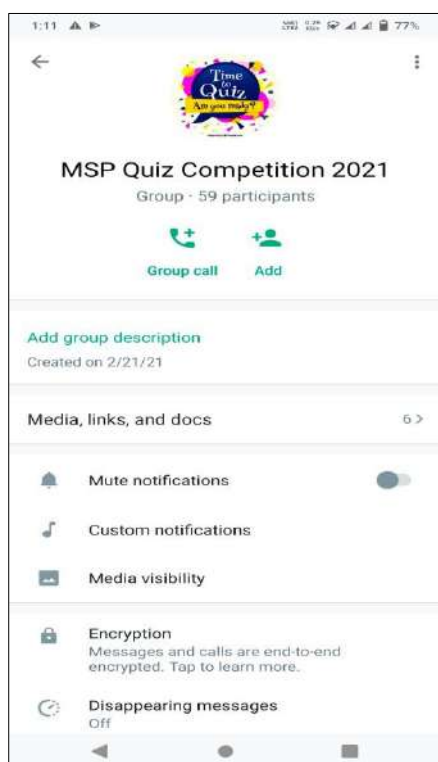 1:11
77%
Time
to
Quiz
Are you ready?
MSP Quiz Competition 2021
Group · 59 participants
Group call
Add
Add group description
Created on 2/21/21
Media, links, and docs
6 >
Mute notifications
Custom notifications
Media visibility
Encryption
Messages and calls are end-to-end
encrypted. Tap to learn more.
Disappearing messages
Off